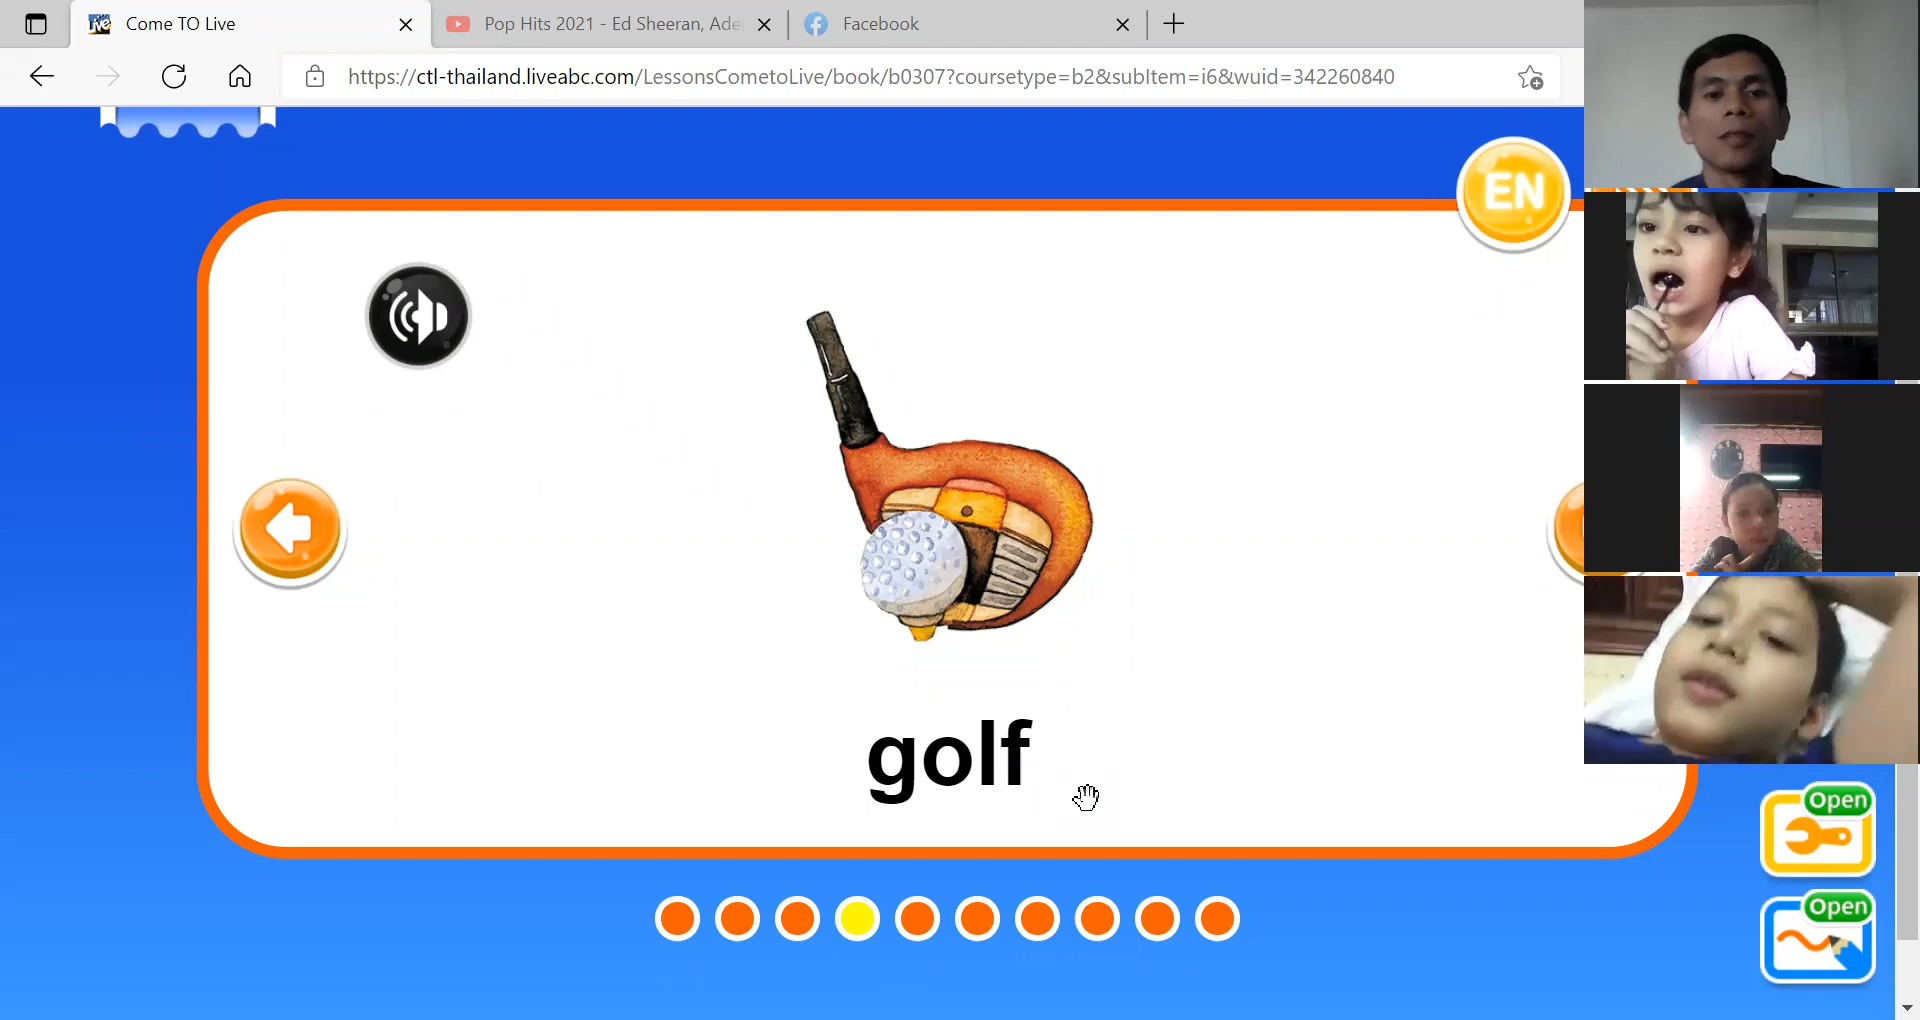 Come TO Live
Pop Hits 2021 - Ed Sheeran, Ade
Facebook
https://ctl-thailand.liveabc.com/LessonsCometoLive/book/b0307?coursetype=b2&subItem=i6&wuid=342260840
EN
golf
Open
Open